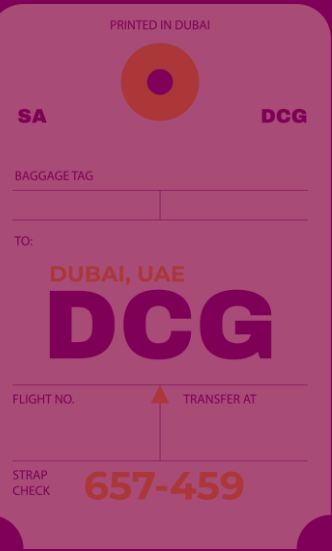 PRINTED IN DUBAI
SA
DCG
BAGGAGE TAG
TO:
DUBAI, UAE
DCG
FLIGHT NO.
TRANSFER AT
STRAP
CHECK
657-459